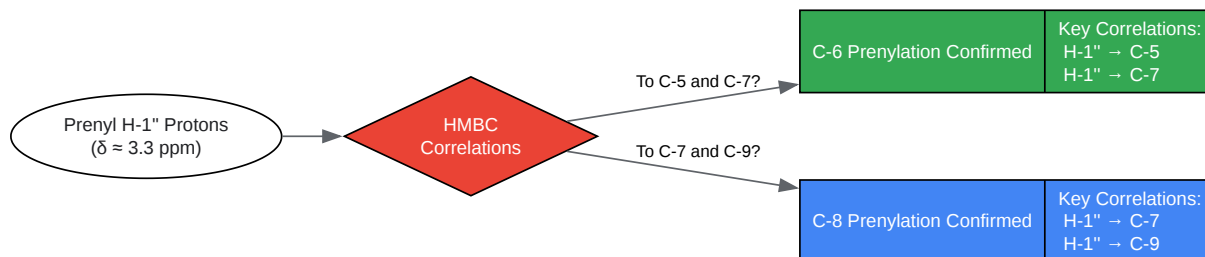 Prenyl H-1" Protons
(δ ≈ 3.3 ppm)
HMBC
Correlations
To C-5 and C-7?
To C-7 and C-9?
C-6 Prenylation Confirmed
Key Correlations:
H-1" → C-5
H-1" → C-7
C-8 Prenylation Confirmed
Key Correlations:
H-1" → C-7
H-1" → C-9